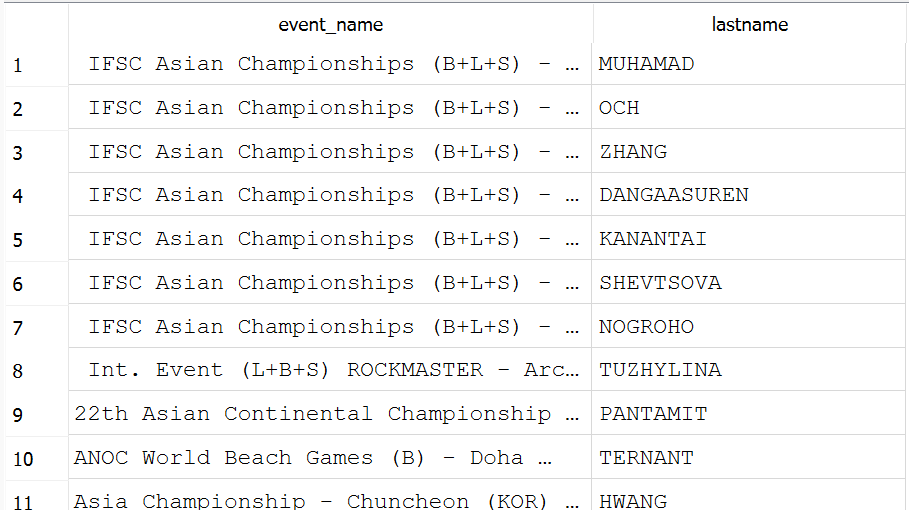 event_name lastname
1 IFSC Asian Championships (B+L+S) - … MUHAMAD
2 IFSC Asian Championships (B+L+S) - … OCH
3 IFSC Asian Championships (B+L+S) - … ZHANG
4 IFSC Asian Championships (B+L+S) - … DANGAASUREN
5 IFSC Asian Championships (B+L+S) - … KANANTAI
6 IFSC Asian Championships (B+L+S) - … SHEVTSOVA
7 IFSC Asian Championships (B+L+S) - … NOGROHO
8 Int. Event (L+B+S) ROCKMASTER - Arc… TUZHYLINA
9 22th Asian Continental Championship … PANTAMIT
10 ANOC World Beach Games (B) - Doha … TERNANT
11 Asia Championship - Chuncheon (KOR) … HWANG